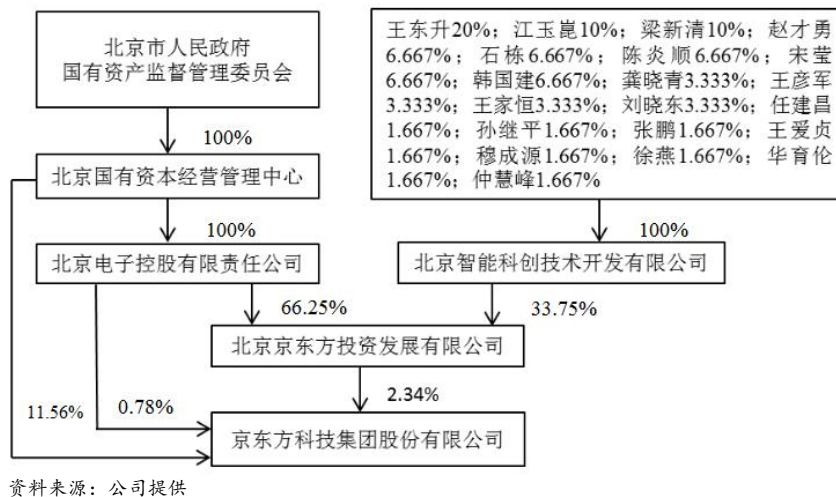 北京市人民政府
国有资产监督管理委员会
王东升20%；江玉崑10%；梁新清10%；赵才勇
6.667%；石栋6.667%；陈炎顺6.667%；宋莹
6.667%；韩国建6.667%；龚晓青3.333%；王彦军
3.333%；王家恒3.333%；刘晓东3.333%；任建昌
1.667%；孙继平1.667%；张鹏1.667%；王爱贞
1.667%；穆成源1.667%；徐燕1.667%；华育伦
1.667%；仲慧峰1.667%
100%
北京国有资本经营管理中心
100%
100%
北京电子控股有限责任公司
北京智能科创技术开发有限公司
66.25%
33.75%
北京京东方投资发展有限公司
11.56%
0.78%
2.34%
京东方科技集团股份有限公司
资料来源：公司提供